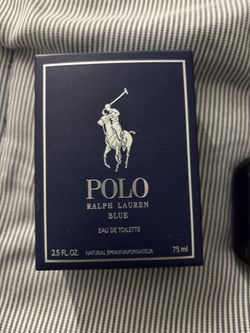 POLO
RALPH LAUREN
BLUE
EAU DE TOILETTE
2.5 FL.OZ. NATURAL SPRAY/VAPORISATEUR 75 ml